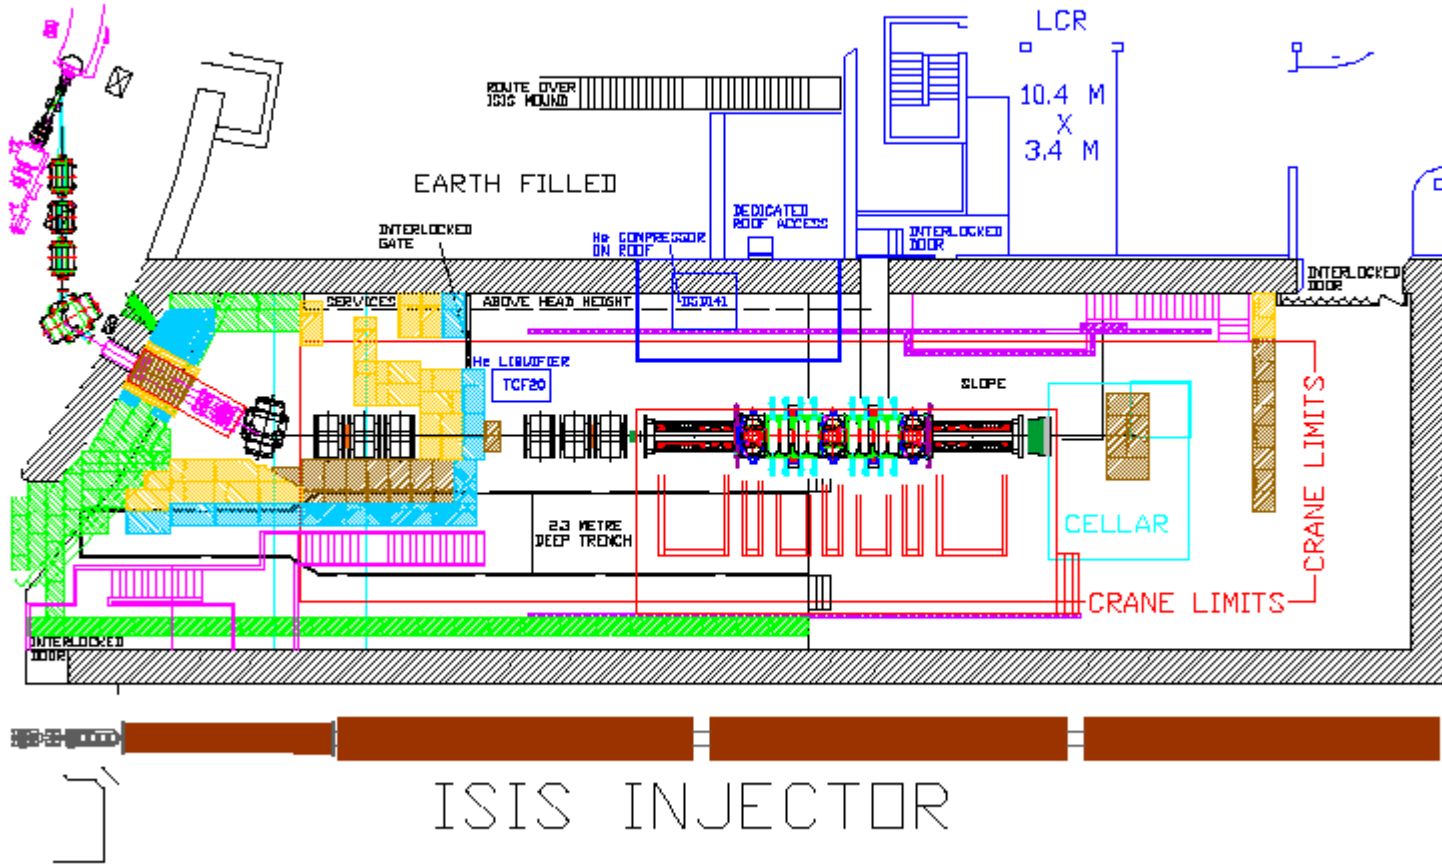 LCR
ROUTE OVER
ISIS MOUND
10.4 M
X
3.4 M
EARTH FILLED
DEDICATED
ROOF ACCESS
INTERLOCKED
GATE
He COMPRESSOR
ON ROOF
INTERLOCKED
DOOR
INTERLOCKED
DOOR
SERVICES
ABOVE HEAD HEIGHT
He LIQUIFIER
TCF20
SLOPE
CRANE LIMITS
CELLAR
2.3 METRE
DEEP TRENCH
CRANE LIMITS
INTERLOCKED
DOOR
ISIS INJECTOR